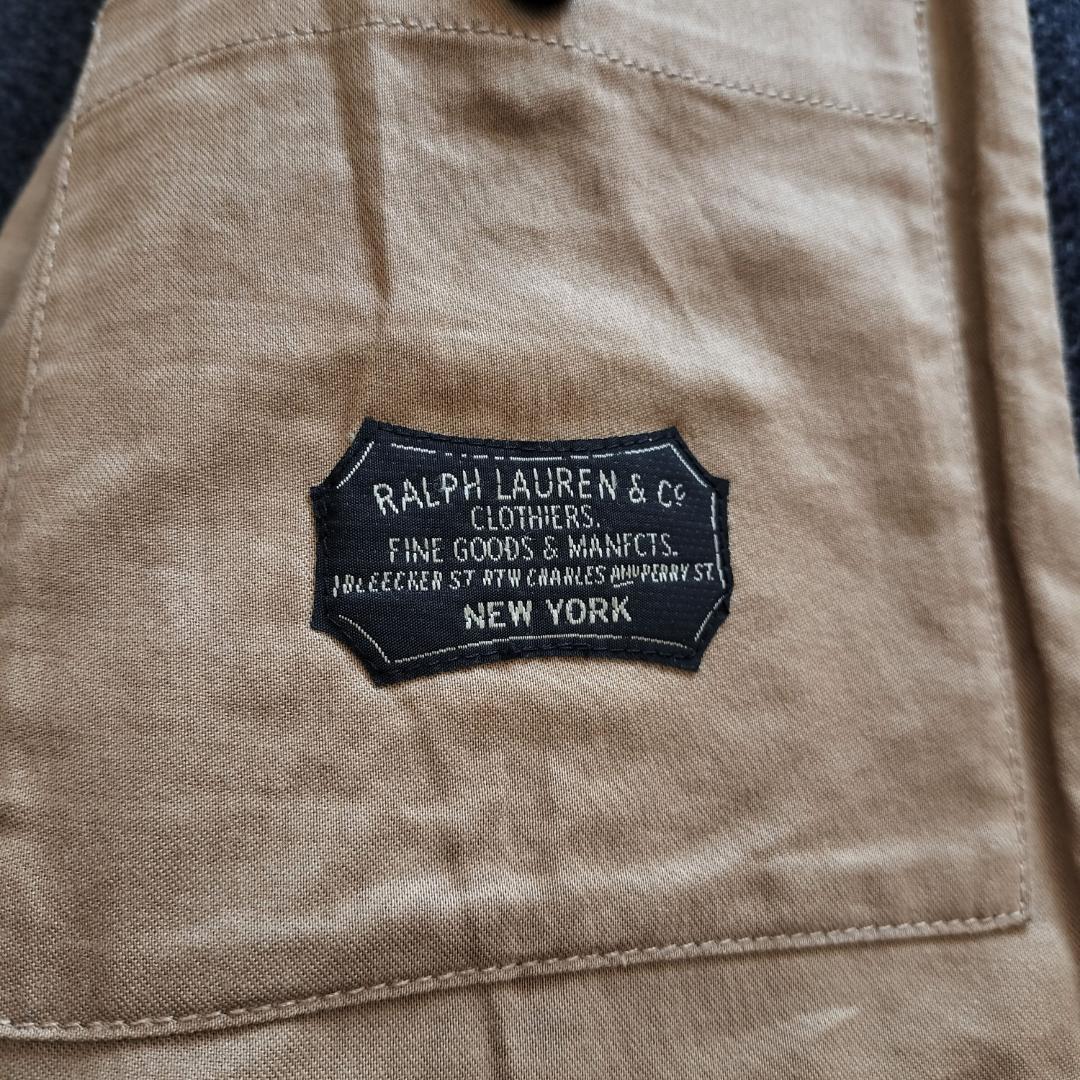 RALPH LAUREN & Co
CLOTHIERS.
FINE GOODS & MANFCTS.
BLEECKER ST BTW CHARLES AND PERRY ST.
NEW YORK